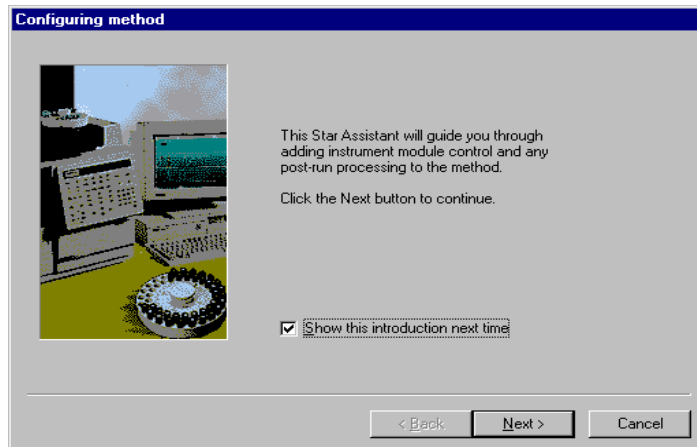 Configuring method
This Star Assistant will guide you through
adding instrument module control and any
post-run processing to the method.
Click the Next button to continue.
Show this introduction next time
< Back
Next >
Cancel